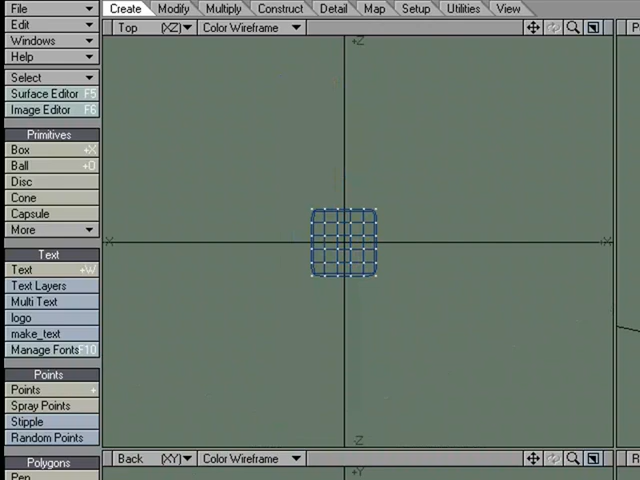 File
Edit
Windows
Help
Select
Surface Editor F5
Image Editor F6
Primitives
Box +X
Ball +O
Disc
Cone
Capsule
More
Text
Text +W
Text Layers
Multi Text
logo
make_text
Manage Fonts F10
Points
Points +
Spray Points
Stipple
Random Points
Polygons
Pen
Create Modify Multiply Construct Detail Map Setup Utilities View
Top (XZ) Color Wireframe
+Z
-X
+X
-Z
Back (XY) Color Wireframe
+Y